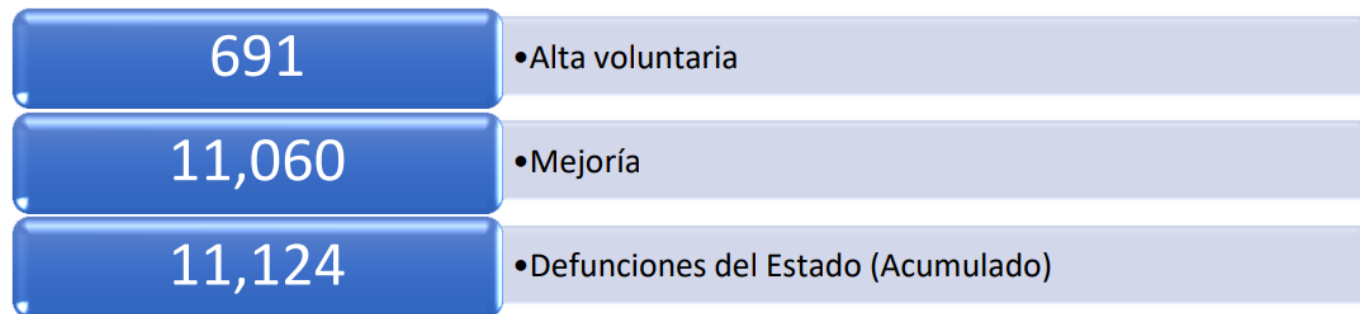 691
•Alta voluntaria
11,060
•Mejoría
11,124
•Defunciones del Estado (Acumulado)